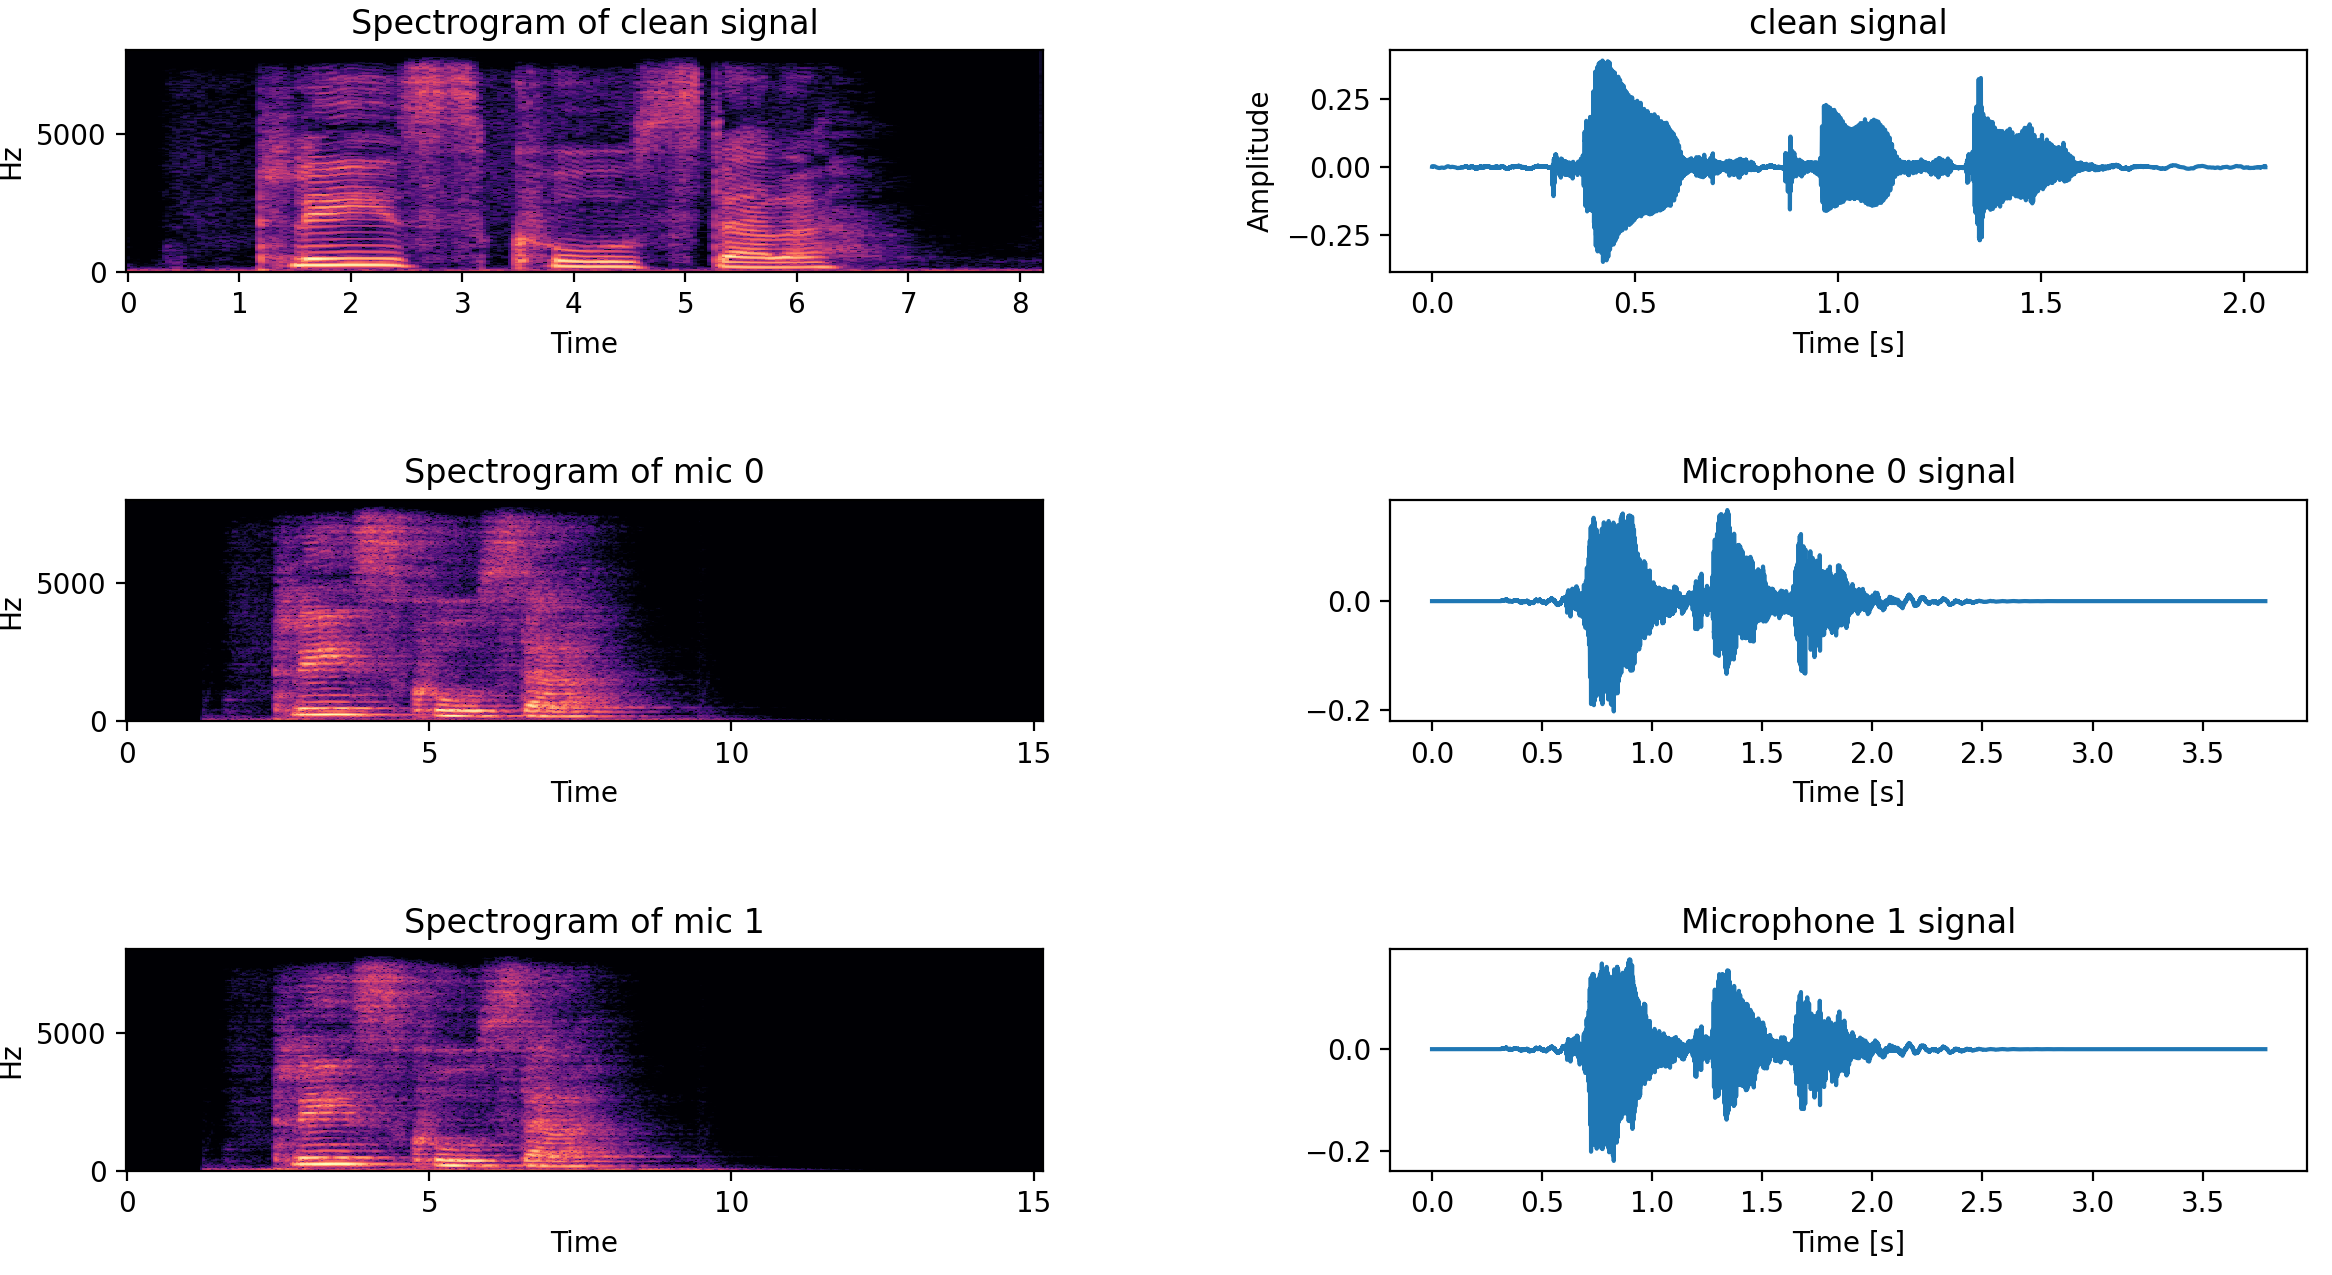 Spectrogram of clean signal
Hz
5000
0
0 1 2 3 4 5 6 7 8
Time
clean signal
Amplitude
0.25
0.00
−0.25
0.0 0.5 1.0 1.5 2.0
Time [s]
Spectrogram of mic 0
Hz
5000
0
0 5 10 15
Time
Microphone 0 signal
0.0
−0.2
0.0 0.5 1.0 1.5 2.0 2.5 3.0 3.5
Time [s]
Spectrogram of mic 1
Hz
5000
0
0 5 10 15
Time
Microphone 1 signal
0.0
−0.2
0.0 0.5 1.0 1.5 2.0 2.5 3.0 3.5
Time [s]